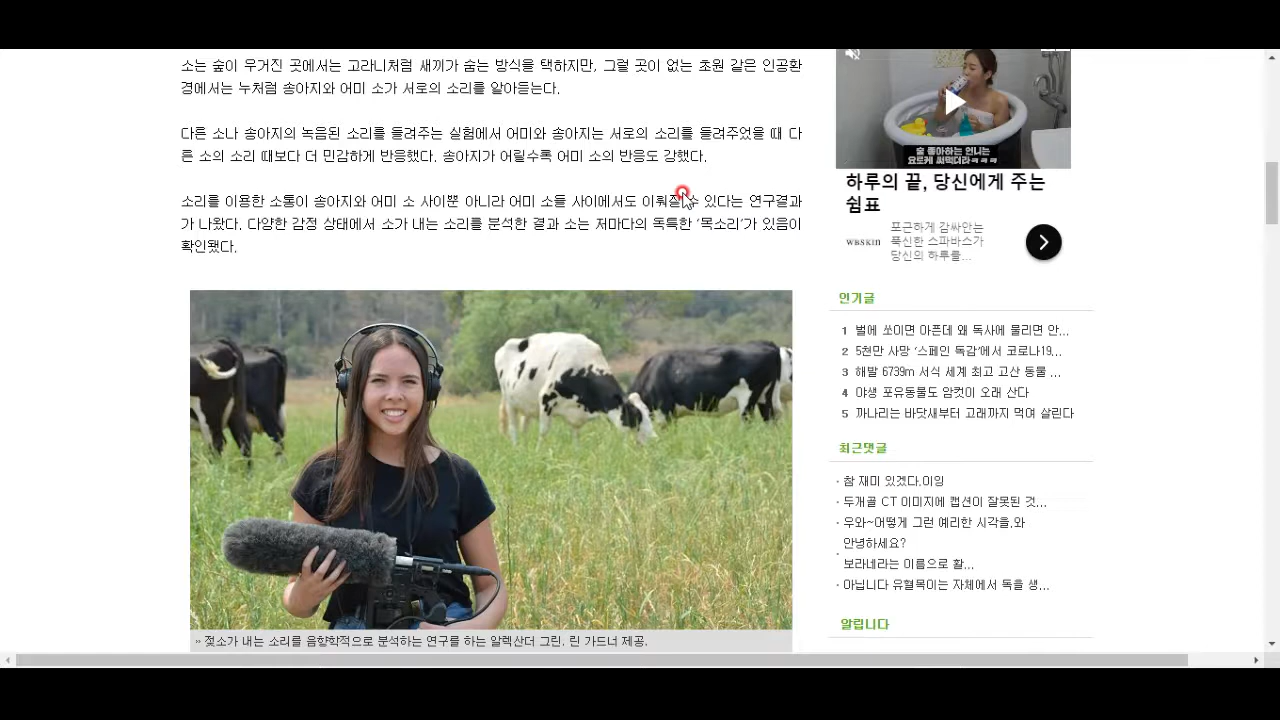 소는 숲이 우거진 곳에서는 고라니처럼 새끼가 숨는 방식을 택하지만, 그럴 곳이 없는 초원 같은 인공환
경에서는 누처럼 송아지와 어미 소가 서로의 소리를 알아듣는다.
다른 소나 송아지의 녹음된 소리를 들려주는 실험에서 어미와 송아지는 서로의 소리를 들려주었을 때 다
른 소의 소리 때보다 더 민감하게 반응했다. 송아지가 어릴수록 어미 소의 반응도 강했다.
소리를 이용한 소통이 송아지와 어미 소 사이뿐 아니라 어미 소들 사이에서도 이뤄질 수 있다는 연구결과
가 나왔다. 다양한 감정 상태에서 소가 내는 소리를 분석한 결과 소는 저마다의 독특한 ‘목소리’가 있음이
확인됐다.
» 젖소가 내는 소리를 음향학적으로 분석하는 연구를 하는 알렉산더 그린. 린 가드너 제공.
술 좋아하는 언니는
요르케 써먹더라ㅋㅋㅋ
하루의 끝, 당신에게 주는
쉼표
WBSKIN
포근하게 감싸안는
푹신한 스파바스가
당신의 하루를...
인기글
1 벌에 쏘이면 아픈데 왜 독사에 물리면 안...
2 5천만 사망 ‘스페인 독감’에서 코로나19...
3 해발 6739m 서식 세계 최고 고산 동물 ...
4 야생 포유동물도 암컷이 오래 산다
5 까나리는 바닷새부터 고래까지 먹여 살린다
최근댓글
· 참 재미 있겠다.이잉
· 두개골 CT 이미지에 캡션이 잘못된 것...
· 우와~어떻게 그런 예리한 시각을.와
안녕하세요?
· 보라네라는 이름으로 활...
· 아닙니다 유혈목이는 자체에서 독을 생...
알립니다